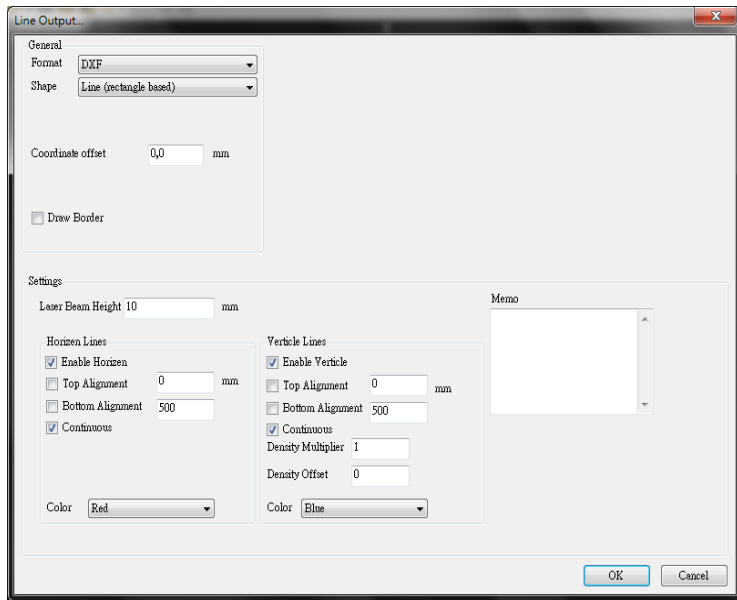 Line Output...
General
Format DXF
Shape Line (rectangle based)
Coordinate offset 0,0 mm
Draw Border
Settings
Laser Beam Height 10 mm
Memo
Horizen Lines
Enable Horizen
Top Alignment 0 mm
Bottom Alignment 500
Continuous
Color Red
Verticle Lines
Enable Verticle
Top Alignment 0 mm
Bottom Alignment 500
Continuous
Density Multiplier 1
Density Offset 0
Color Blue
OK Cancel